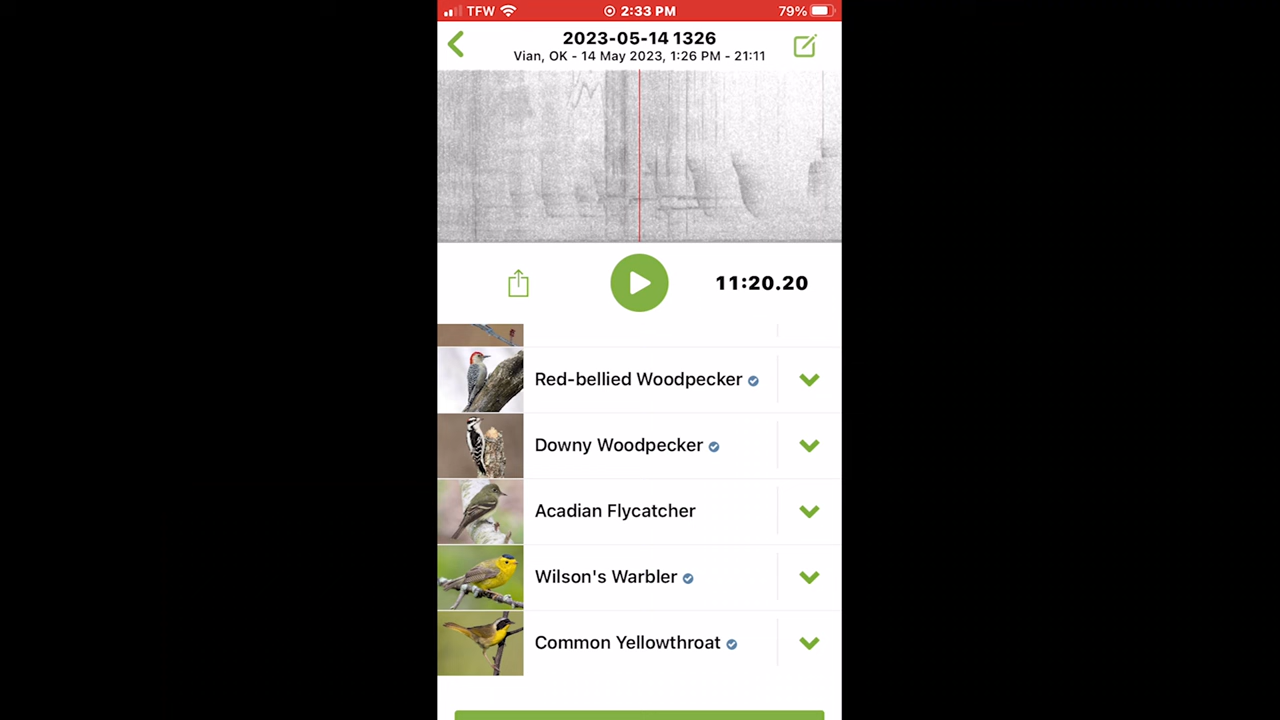 TFW 2:33 PM 79%
2023-05-14 1326
Vian, OK - 14 May 2023, 1:26 PM - 21:11
11:20.20
Red-bellied Woodpecker
Downy Woodpecker
Acadian Flycatcher
Wilson's Warbler
Common Yellowthroat